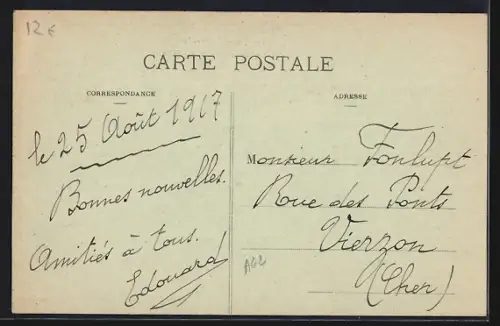 12€
CARTE POSTALE
CORRESPONDANCE
ADRESSE
le 25 Août 1917
Bonnes nouvelles.
Amitiés à tous.
Edouard
Monsieur Fonlupt
Rue des Ponts
Vierzon
(Cher)